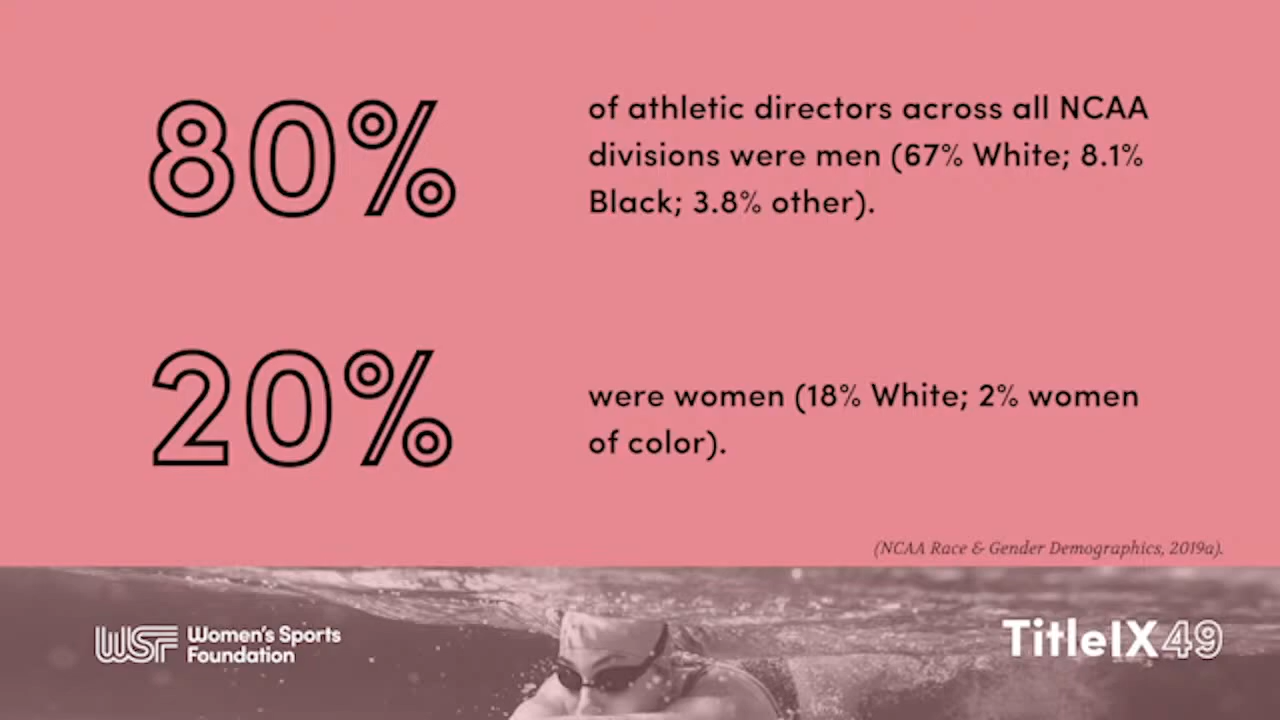 80%
of athletic directors across all NCAA
divisions were men (67% White; 8.1%
Black; 3.8% other).
20%
were women (18% White; 2% women
of color).
(NCAA Race & Gender Demographics, 2019a).
WSF Women's Sports
Foundation
TitleIX49